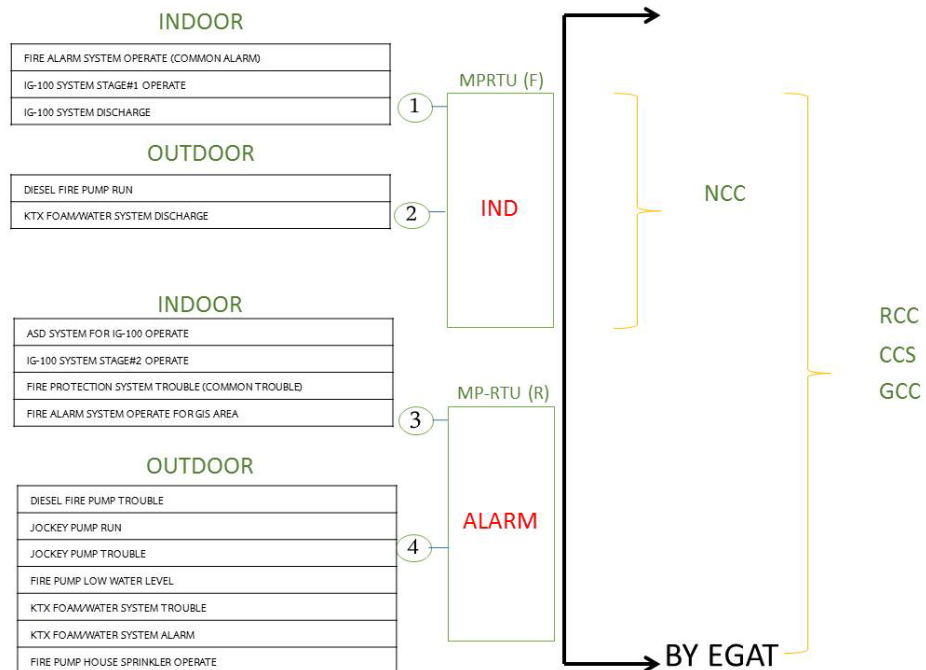 INDOOR
FIRE ALARM SYSTEM OPERATE (COMMON ALARM)
IG-100 SYSTEM STAGE#1 OPERATE
IG-100 SYSTEM DISCHARGE
1
OUTDOOR
DIESEL FIRE PUMP RUN
KTX FOAM/WATER SYSTEM DISCHARGE
2
MPRTU (F)
IND
NCC
INDOOR
ASD SYSTEM FOR IG-100 OPERATE
IG-100 SYSTEM STAGE#2 OPERATE
FIRE PROTECTION SYSTEM TROUBLE (COMMON TROUBLE)
FIRE ALARM SYSTEM OPERATE FOR GIS AREA
3
OUTDOOR
DIESEL FIRE PUMP TROUBLE
JOCKEY PUMP RUN
JOCKEY PUMP TROUBLE
FIRE PUMP LOW WATER LEVEL
KTX FOAM/WATER SYSTEM TROUBLE
KTX FOAM/WATER SYSTEM ALARM
FIRE PUMP HOUSE SPRINKLER OPERATE
4
MP-RTU (R)
ALARM
RCC
CCS
GCC
BY EGAT